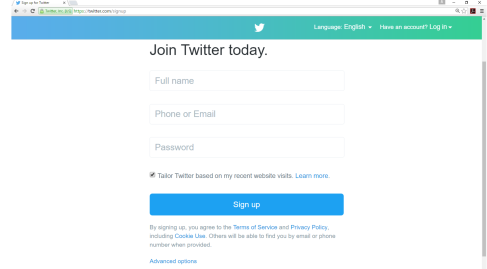 Sign up for Twitter
Twitter, Inc. [US] https://twitter.com/signup
Language: English Have an account? Log in
Join Twitter today.
Full name
Phone or Email
Password
Tailor Twitter based on my recent website visits. Learn more.
Sign up
By signing up, you agree to the Terms of Service and Privacy Policy,
including Cookie Use. Others will be able to find you by email or phone
number when provided.
Advanced options